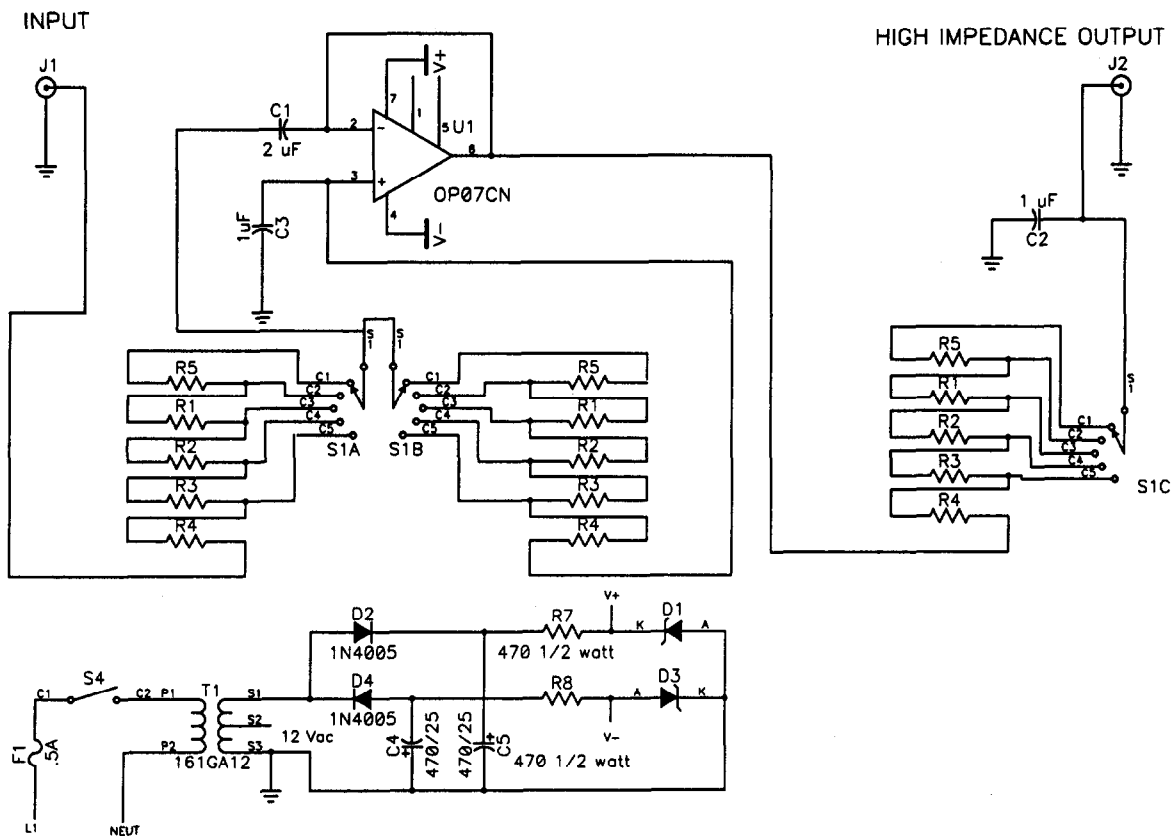 INPUT
HIGH IMPEDANCE OUTPUT
J1
J2
V+
7
1
C1
2
5
U1
2 uF
6
3
OP07CN
4
1uF
C3
V-
1 uF
C2
S1
S1
S1
R5
C1
C1
R5
R5
C2
C2
R1
C3
C3
R1
R1
C4
C4
C1
R2
C5
C5
R2
R2
C2
S1A
S1B
C3
R3
R3
R3
C4
C5
S1C
R4
R4
R4
V+
D2
R7
D1
K
A
1N4005
470 1/2 watt
S4
D4
R8
D3
C1
C2
P1
T1
S1
A
K
1N4005
S2
V-
12 Vac
C4
470/25
470/25
C5
+
+
F1
.5A
P2
S3
161GA12
470 1/2 watt
L1
NEUT